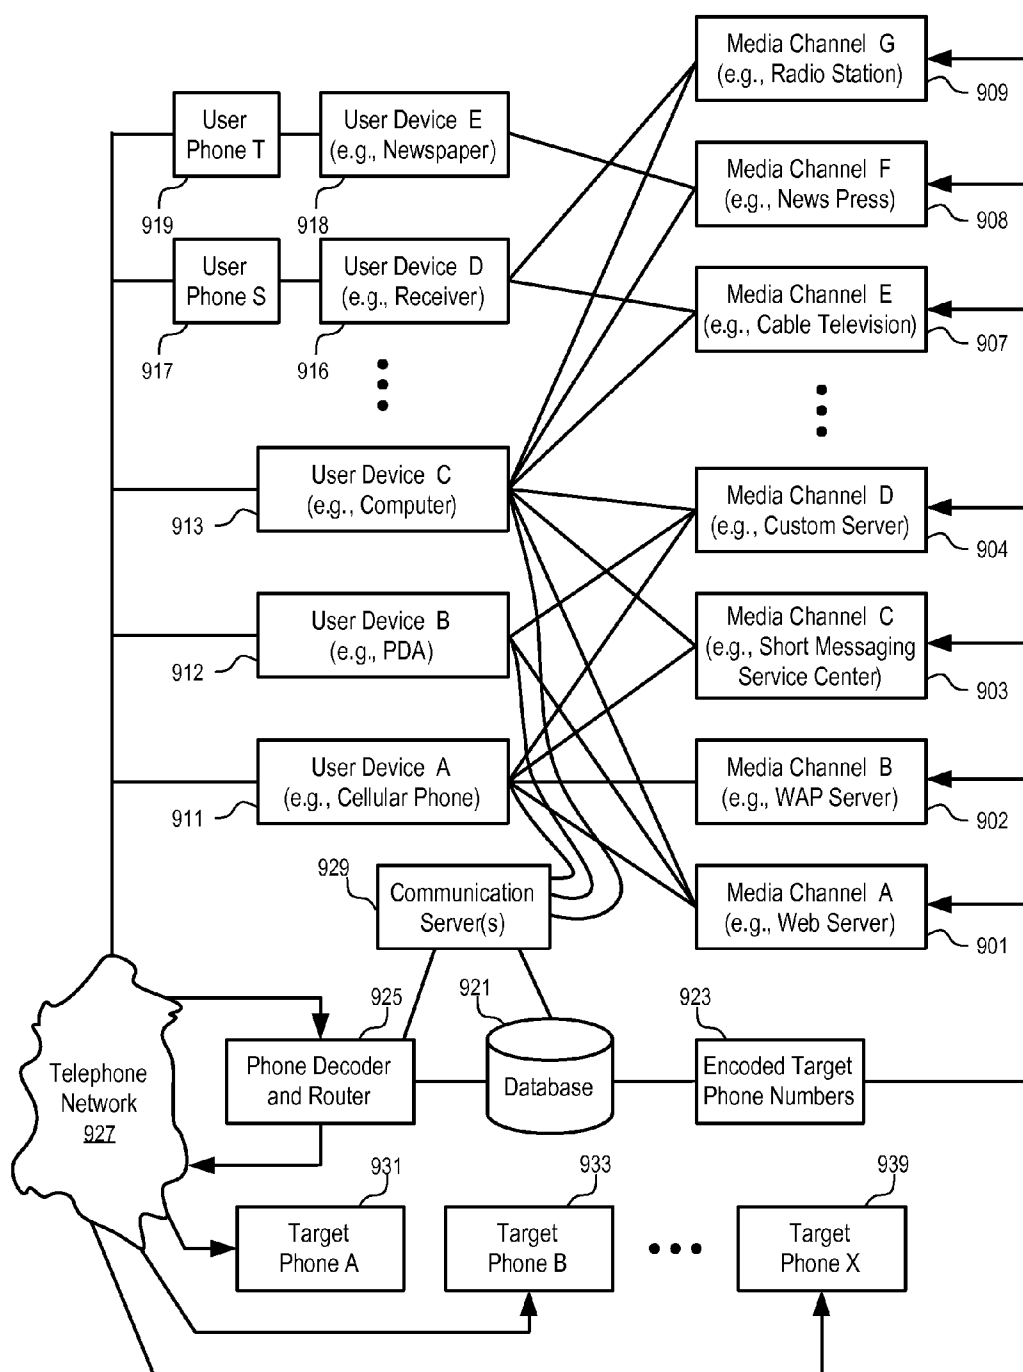 Media Channel G
(e.g., Radio Station)
909
User
Phone T
919
User Device E
(e.g., Newspaper)
918
Media Channel F
(e.g., News Press)
908
User
Phone S
917
User Device D
(e.g., Receiver)
916
Media Channel E
(e.g., Cable Television)
907
User Device C
(e.g., Computer)
913
Media Channel D
(e.g., Custom Server)
904
User Device B
(e.g., PDA)
912
Media Channel C
(e.g., Short Messaging
Service Center)
903
User Device A
(e.g., Cellular Phone)
911
Media Channel B
(e.g., WAP Server)
902
929
Communication
Server(s)
Media Channel A
(e.g., Web Server)
901
925
921
923
Telephone
Network
927
Phone Decoder
and Router
Database
Encoded Target
Phone Numbers
931
933
939
Target
Phone A
Target
Phone B
Target
Phone X